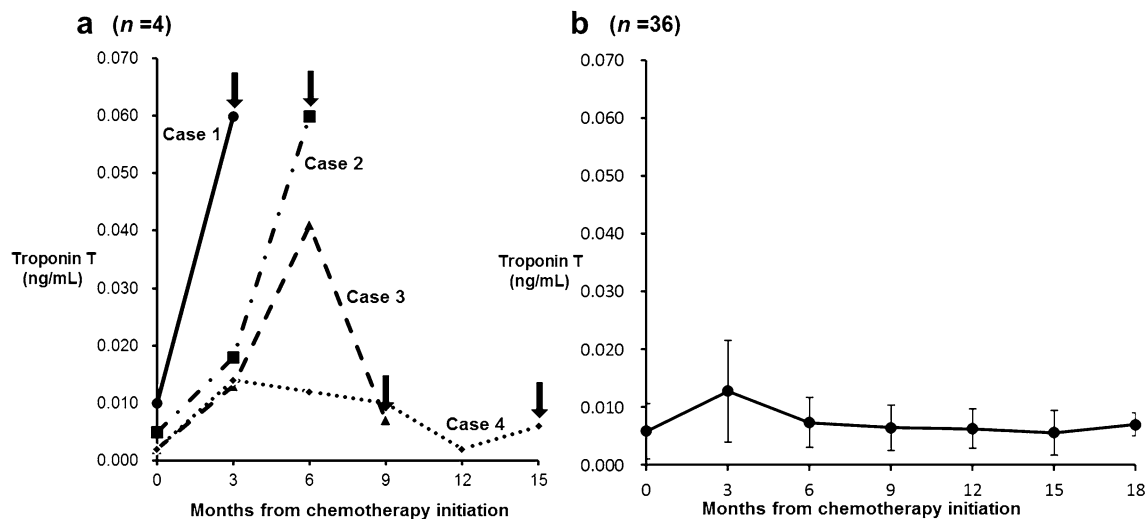 a (n =4)
0.070
0.060
0.050
0.040
0.030
0.020
0.010
0.000
Troponin T
(ng/mL)
Case 1
Case 2
Case 3
Case 4
0 3 6 9 12 15
Months from chemotherapy initiation
b (n =36)
0.070
0.060
0.050
0.040
0.030
0.020
0.010
0.000
Troponin T
(ng/mL)
0 3 6 9 12 15 18
Months from chemotherapy initiation